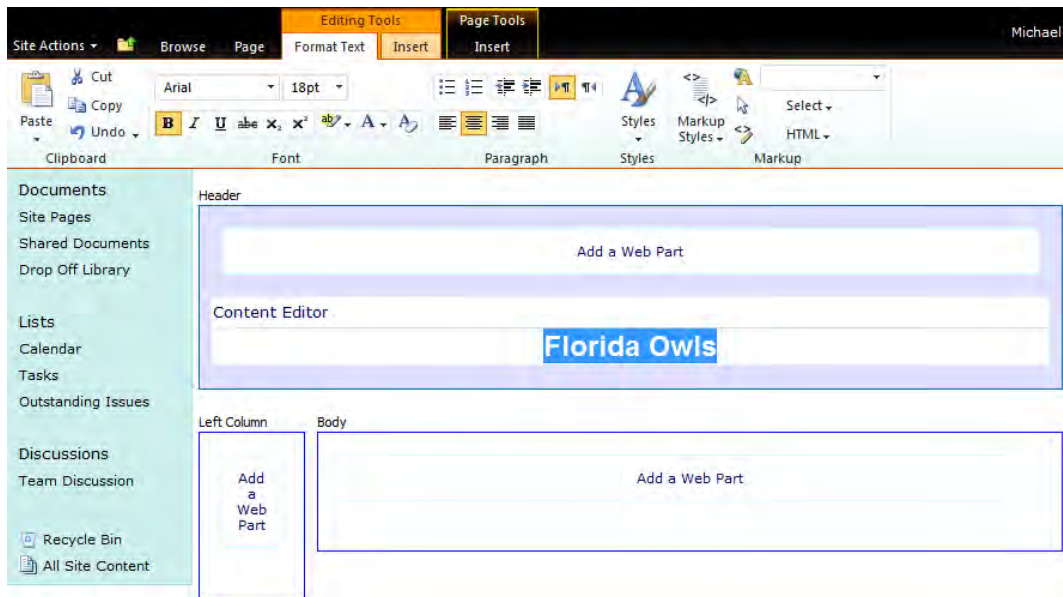 Editing Tools
Page Tools
Michael
Site Actions
Browse
Page
Format Text
Insert
Insert
Cut
Copy
Paste
Undo
Clipboard
Arial
18pt
B I U abc X₂ X² ab A A
Font
Paragraph
Styles
Styles
Markup Styles
Select
HTML
Markup
Documents
Site Pages
Shared Documents
Drop Off Library
Lists
Calendar
Tasks
Outstanding Issues
Discussions
Team Discussion
Recycle Bin
All Site Content
Header
Add a Web Part
Content Editor
Florida Owls
Left Column
Add
a
Web
Part
Body
Add a Web Part